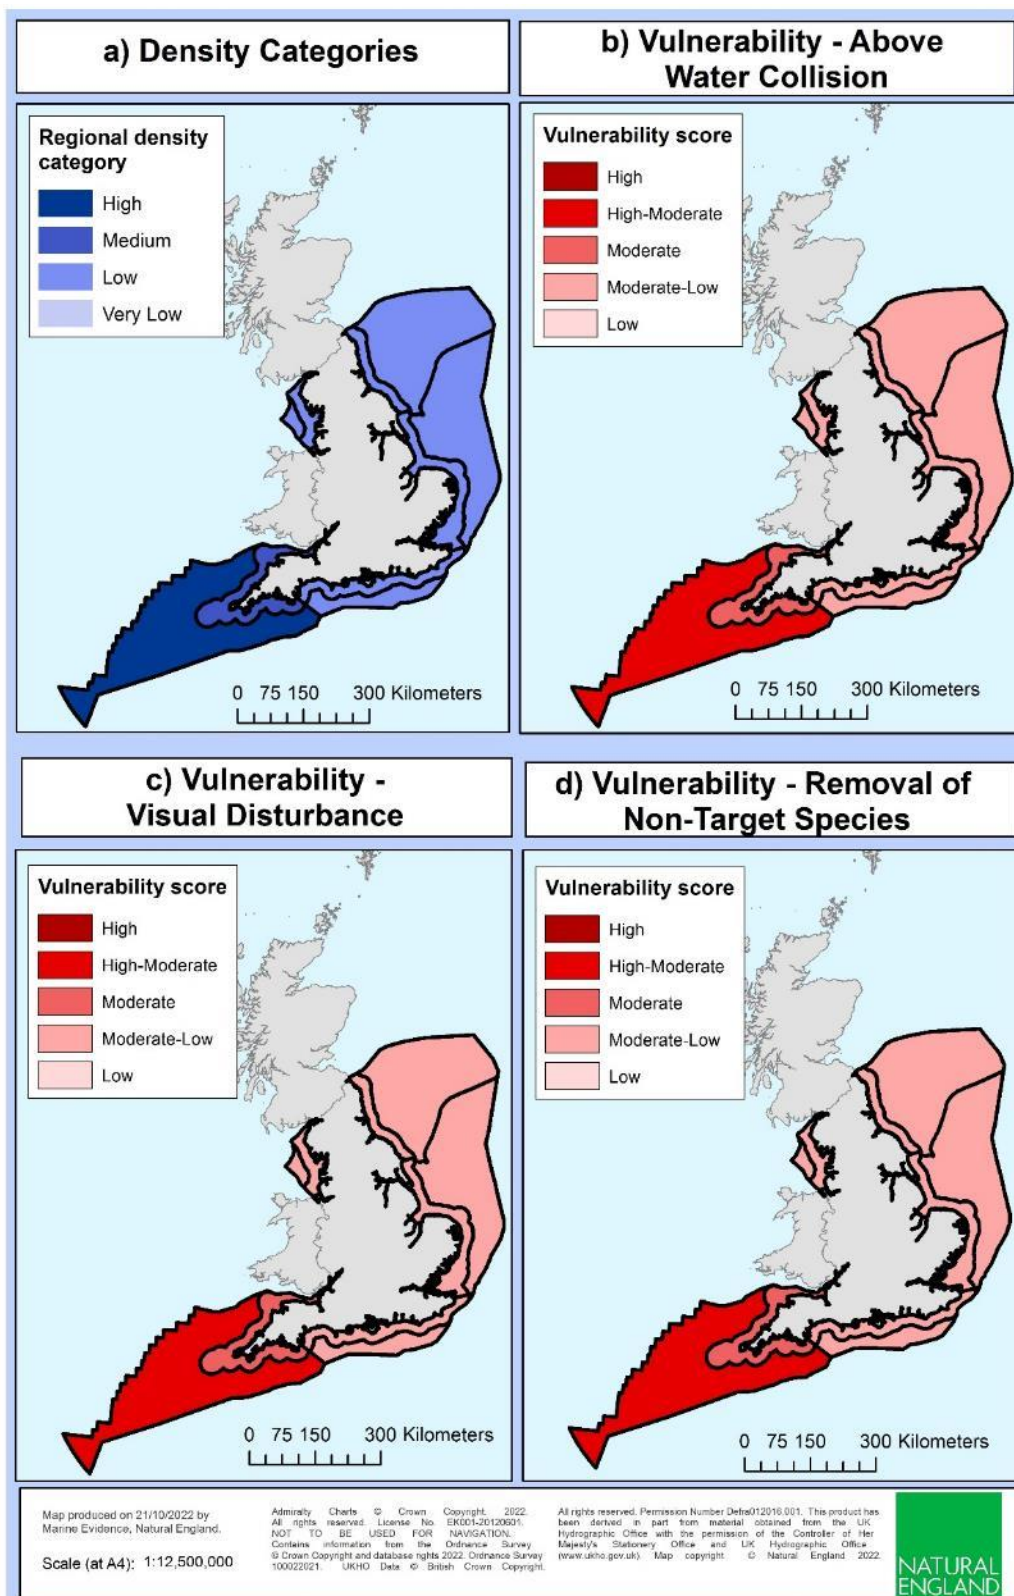 a) Density Categories
Regional density
category
High
Medium
Low
Very Low
0 75 150 300 Kilometers
b) Vulnerability - Above
Water Collision
Vulnerability score
High
High-Moderate
Moderate
Moderate-Low
Low
0 75 150 300 Kilometers
c) Vulnerability -
Visual Disturbance
Vulnerability score
High
High-Moderate
Moderate
Moderate-Low
Low
0 75 150 300 Kilometers
d) Vulnerability - Removal of
Non-Target Species
Vulnerability score
High
High-Moderate
Moderate
Moderate-Low
Low
0 75 150 300 Kilometers
Map produced on 21/10/2022 by
Marine Evidence, Natural England.
Scale (at A4): 1:12,500,000
Admiralty Charts © Crown Copyright. 2022.
All rights reserved. License No. EK001-20120601.
NOT TO BE USED FOR NAVIGATION.
Contains information from the Ordnance Survey
© Crown Copyright and database rights 2022. Ordnance Survey
100022021. UKHO Data © British Crown Copyright.
All rights reserved. Permission Number Defra012016.001. This product has
been derived in part from material obtained from the UK
Hydrographic Office with the permission of the Controller of Her
Majesty's Stationery Office and UK Hydrographic Office
(www.ukho.gov.uk). Map copyright © Natural England 2022.
NATURAL
ENGLAND